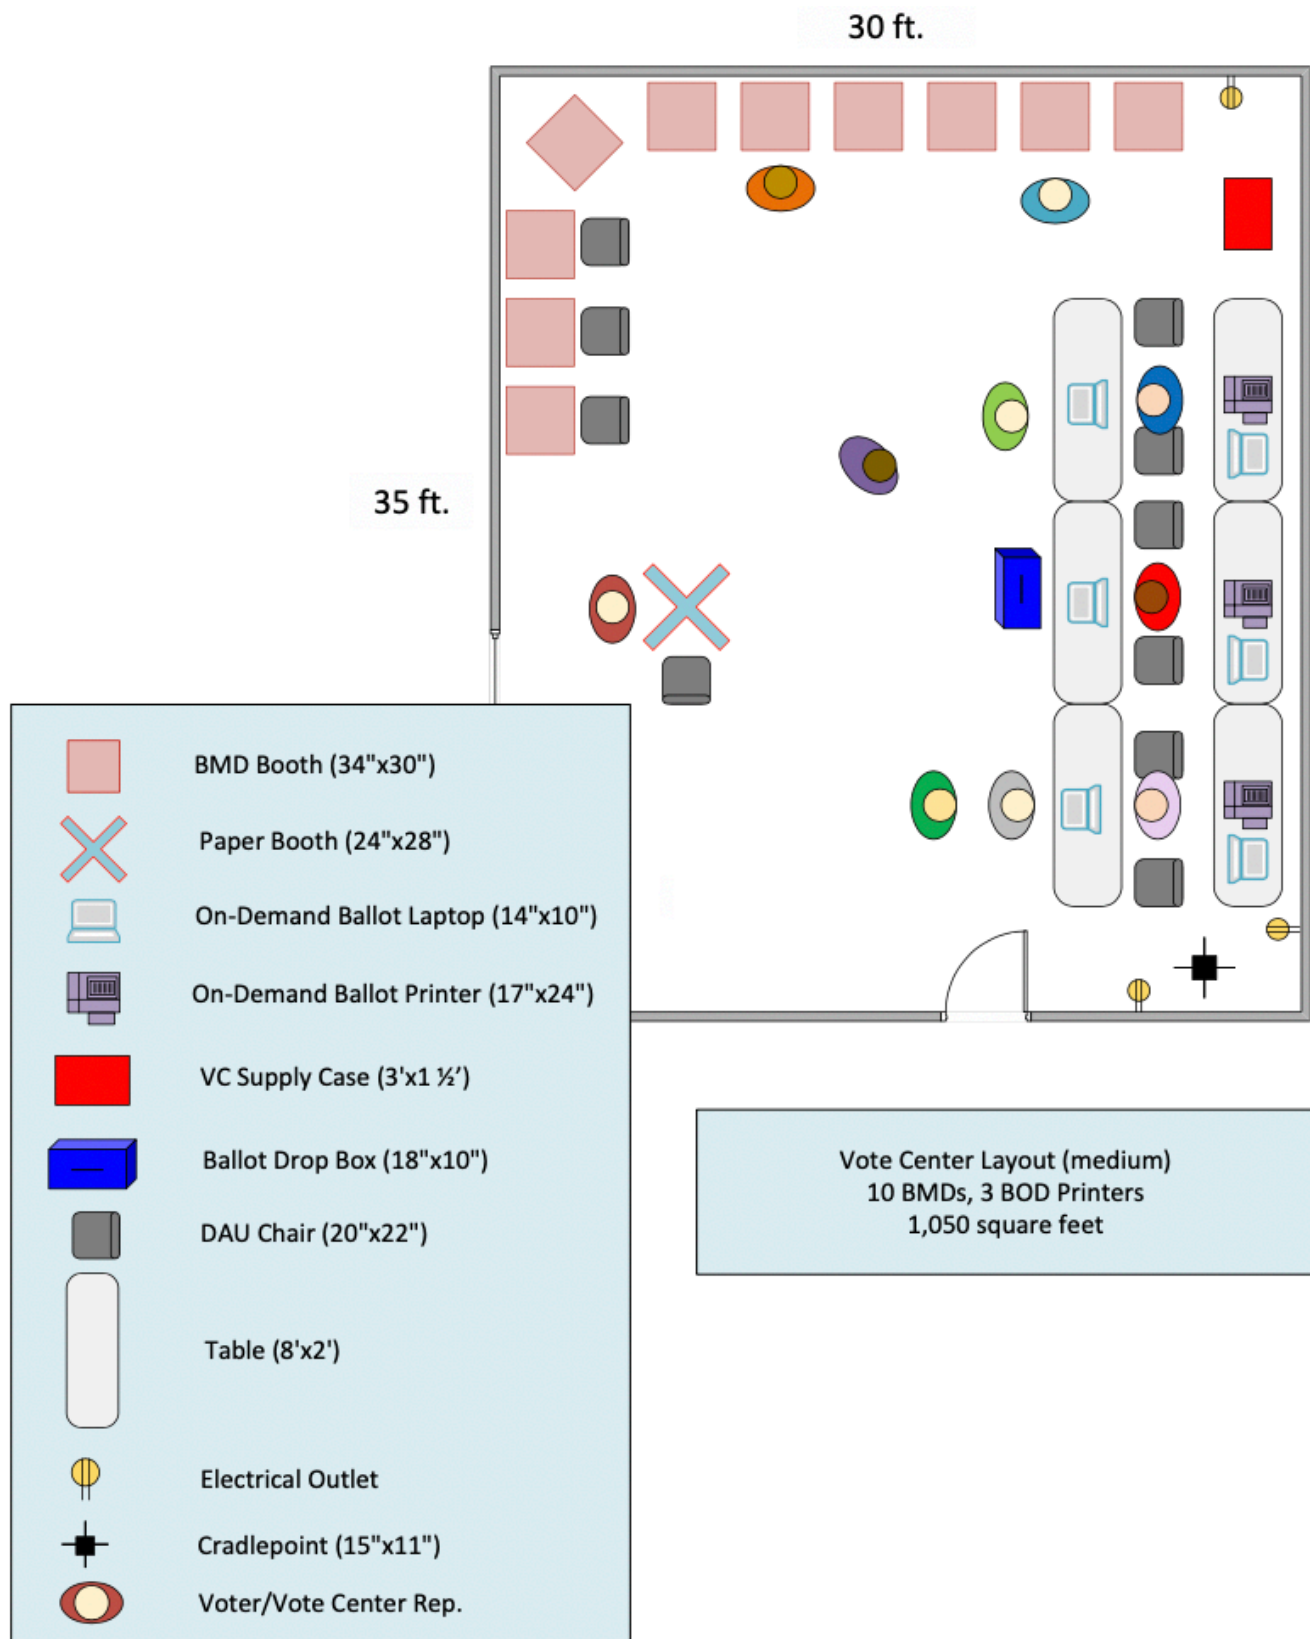 30 ft.
35 ft.
BMD Booth (34"x30")
Paper Booth (24"x28")
On-Demand Ballot Laptop (14"x10")
On-Demand Ballot Printer (17"x24")
VC Supply Case (3'x1 ½’)
Ballot Drop Box (18"x10")
DAU Chair (20"x22")
Table (8'x2')
Electrical Outlet
Cradlepoint (15"x11")
Voter/Vote Center Rep.
Vote Center Layout (medium)
10 BMDs, 3 BOD Printers
1,050 square feet